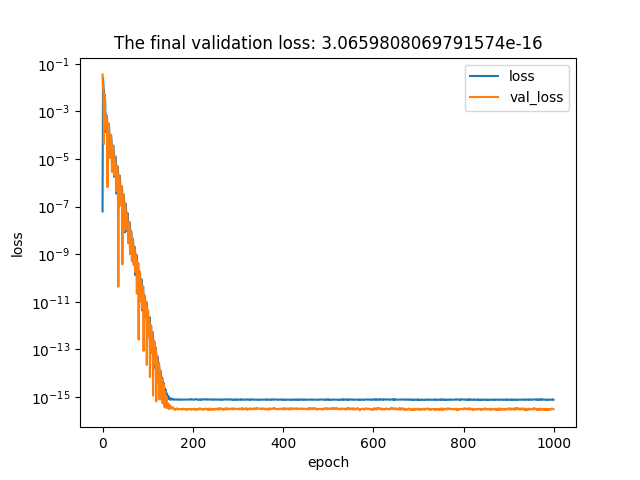 The final validation loss: 3.0659808069791574e-16
loss
val_loss
10⁻¹
10⁻³
10⁻⁵
10⁻⁷
10⁻⁹
10⁻¹¹
10⁻¹³
10⁻¹⁵
loss
0 200 400 600 800 1000
epoch